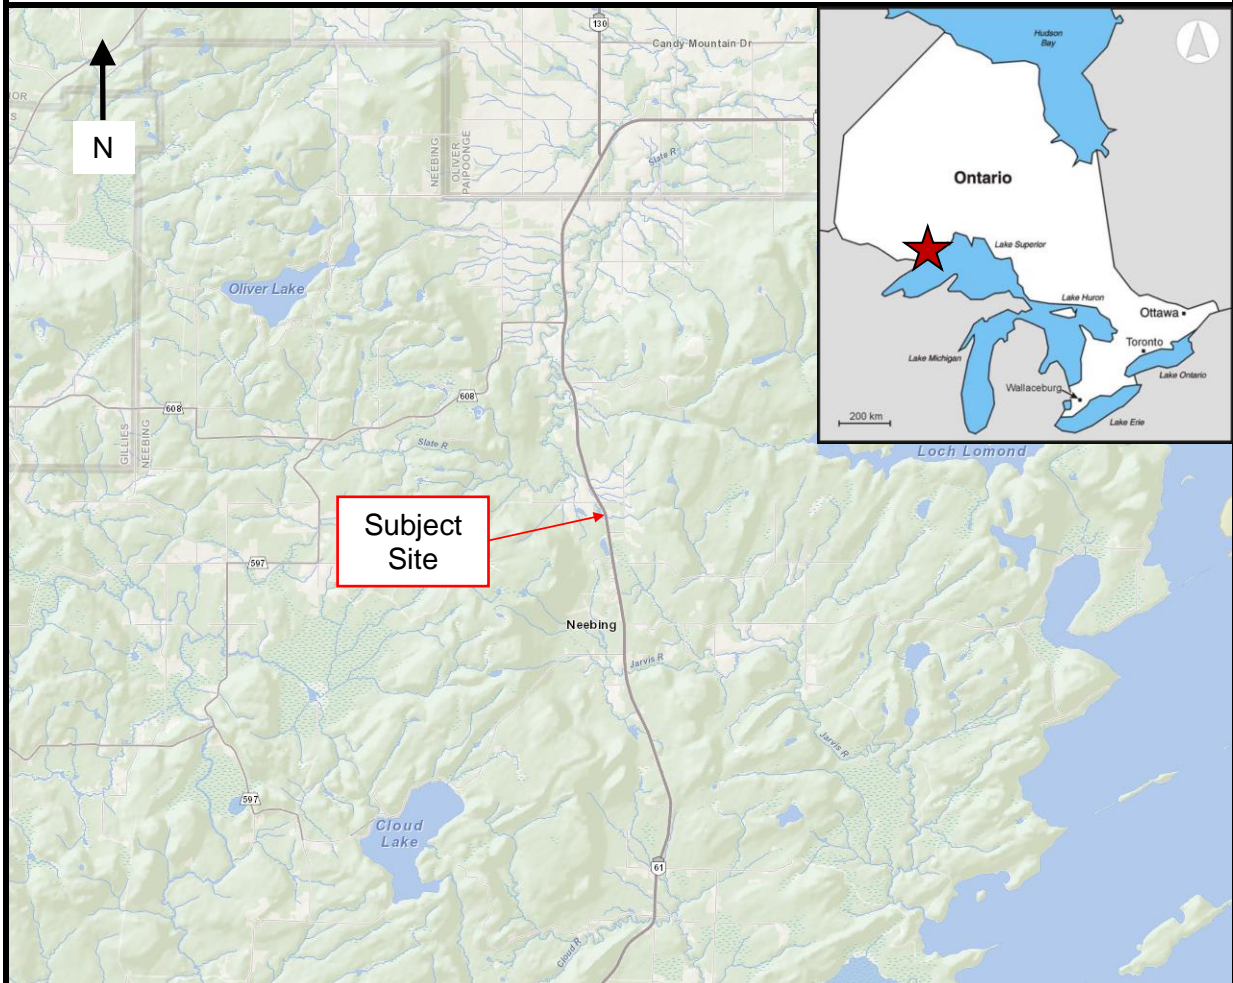 130
Candy Mountain Dr
N
NEEBING
OLIVER
PAIPOONGE
Slate R
Oliver Lake
608
608
Slate R
GILLIES
NEEBING
Loch Lomond
Subject
Site
597
Neebing
Jarvis R
Jarvis R
597
Cloud
Lake
61
Cloud R
Hudson
Bay
Ontario
Lake Superior
Lake Huron
Ottawa
Toronto
Lake Michigan
Lake Ontario
Wallaceburg
200 km
Lake Erie